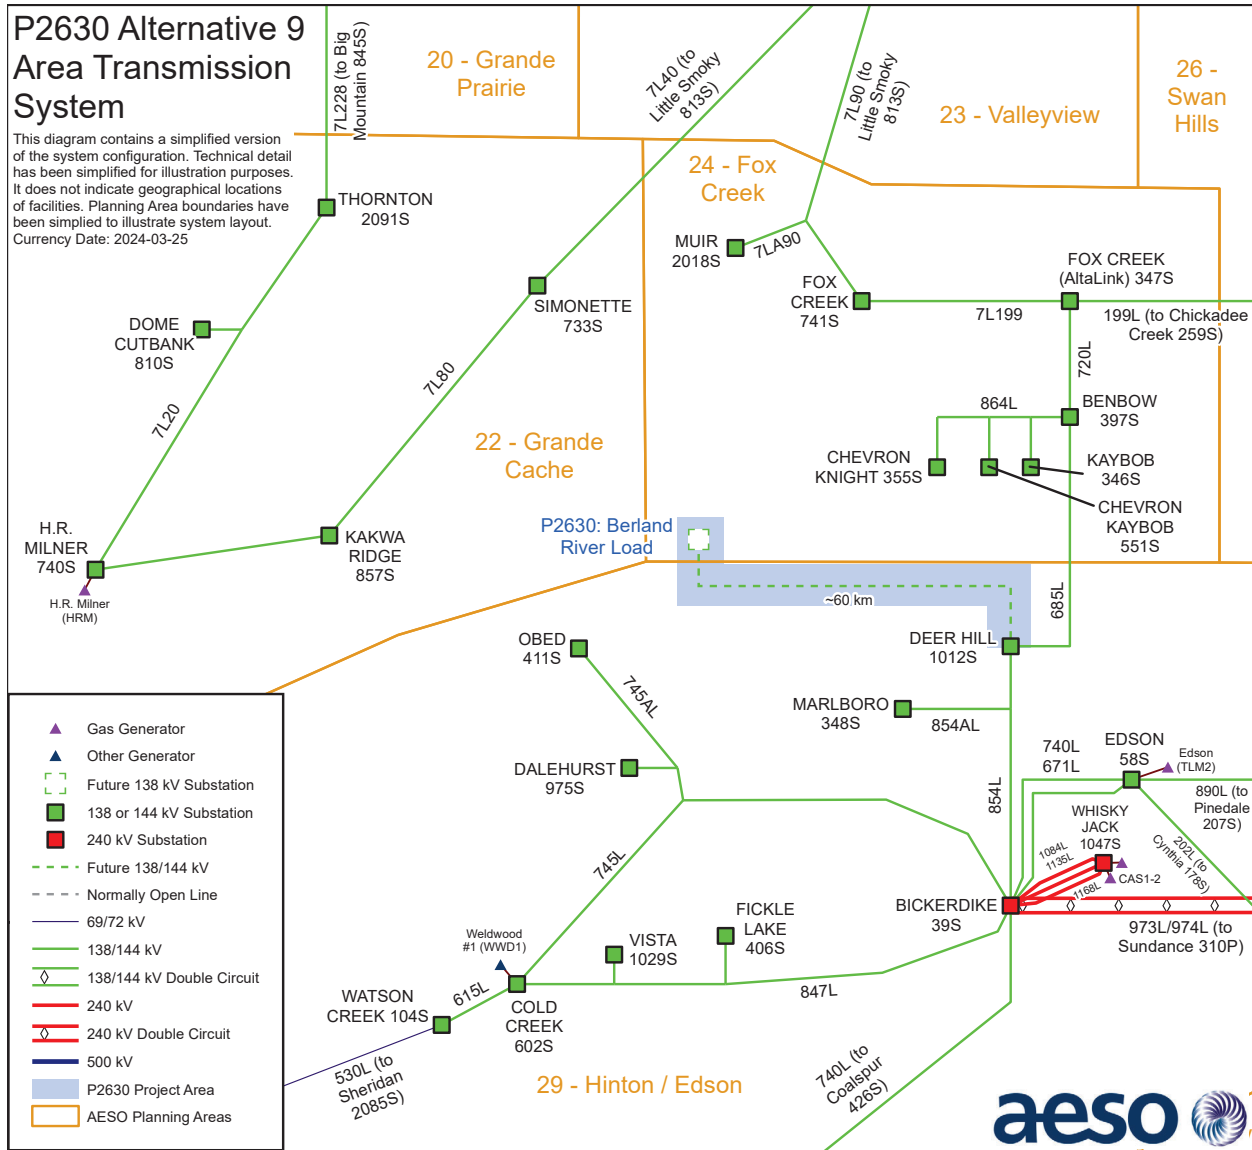 P2630 Alternative 9
Area Transmission
System
This diagram contains a simplified version
of the system configuration. Technical detail
has been simplified for illustration purposes.
It does not indicate geographical locations
of facilities. Planning Area boundaries have
been simplied to illustrate system layout.
Currency Date: 2024-03-25
7L228 (to Big
Mountain 845S)
20 - Grande
Prairie
7L40 (to
Little Smoky
813S)
7L90 (to
Little Smoky
813S)
23 - Valleyview
26 -
Swan
Hills
24 - Fox
Creek
THORNTON
2091S
MUIR
2018S
7LA90
FOX
CREEK
741S
FOX CREEK
(AltaLink) 347S
7L199
199L (to Chickadee
Creek 259S)
SIMONETTE
733S
DOME
CUTBANK
810S
7L20
7L80
720L
864L
BENBOW
397S
22 - Grande
Cache
CHEVRON
KNIGHT 355S
KAYBOB
346S
CHEVRON
KAYBOB
551S
H.R.
MILNER
740S
H.R. Milner
(HRM)
KAKWA
RIDGE
857S
P2630: Berland
River Load
~60 km
685L
OBED
411S
DEER HILL
1012S
745AL
MARLBORO
348S
854AL
DALEHURST
975S
854L
740L
671L
EDSON
58S
Edson
(TLM2)
890L (to
Pinedale
207S)
WHISKY
JACK
1047S
202L (to
Cynthia 178S)
1084L
1135L
1168L
CAS1-2
745L
BICKERDIKE
39S
973L/974L (to
Sundance 310P)
Weldwood
#1 (WWD1)
VISTA
1029S
FICKLE
LAKE
406S
847L
WATSON
CREEK 104S
615L
COLD
CREEK
602S
530L (to
Sheridan
2085S)
29 - Hinton / Edson
740L (to
Coalspur
426S)
Gas Generator
Other Generator
Future 138 kV Substation
138 or 144 kV Substation
240 kV Substation
Future 138/144 kV
Normally Open Line
69/72 kV
138/144 kV
138/144 kV Double Circuit
240 kV
240 kV Double Circuit
500 kV
P2630 Project Area
AESO Planning Areas
aeso